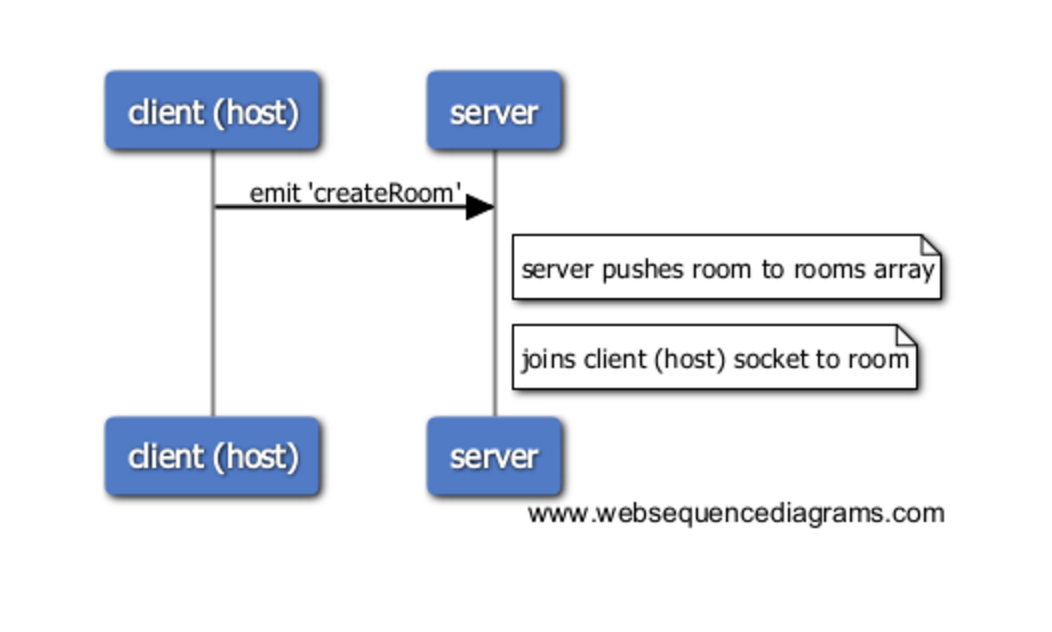 client (host)
server
emit 'createRoom'
server pushes room to rooms array
joins client (host) socket to room
client (host)
server
www.websequencediagrams.com